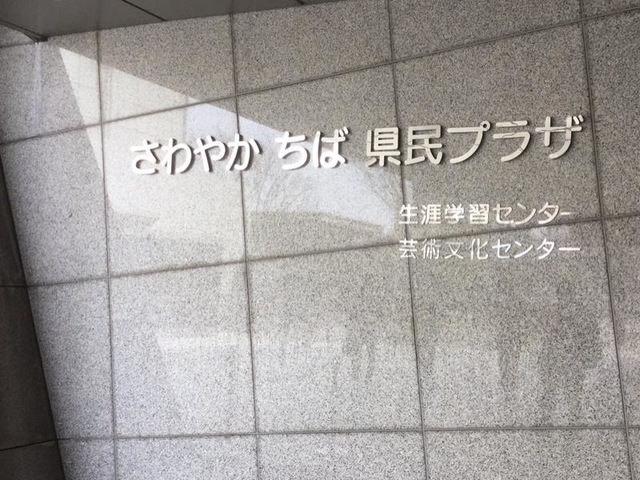 さわやか ちば 県民プラザ
生涯学習センター
芸術文化センター